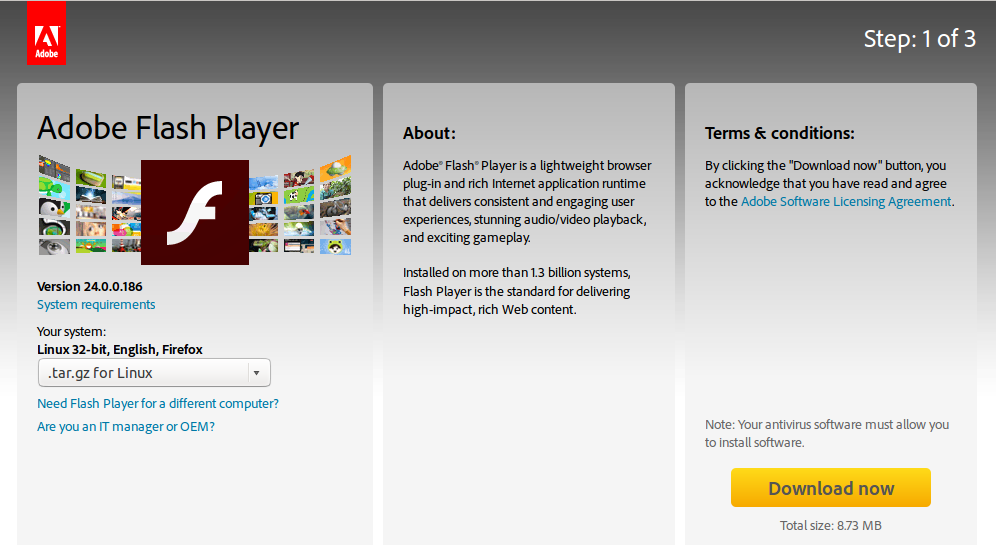 Adobe
Step: 1 of 3
Adobe Flash Player
Version 24.0.0.186
System requirements
Your system:
Linux 32-bit, English, Firefox
.tar.gz for Linux
Need Flash Player for a different computer?
Are you an IT manager or OEM?
About:
Adobe® Flash® Player is a lightweight browser
plug-in and rich Internet application runtime
that delivers consistent and engaging user
experiences, stunning audio/video playback,
and exciting gameplay.
Installed on more than 1.3 billion systems,
Flash Player is the standard for delivering
high-impact, rich Web content.
Terms & conditions:
By clicking the "Download now" button, you
acknowledge that you have read and agree
to the Adobe Software Licensing Agreement.
Note: Your antivirus software must allow you
to install software.
Download now
Total size: 8.73 MB